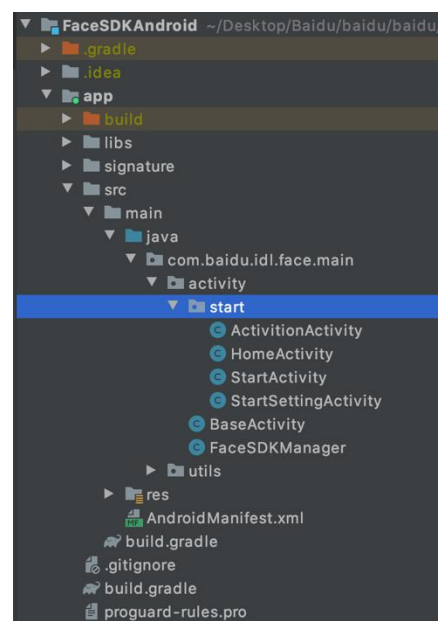 FaceSDKAndroid ~/Desktop/Baidu/baidu/baidu/
.gradle
.idea
app
build
libs
signature
src
main
java
com.baidu.idl.face.main
activity
start
ActivitionActivity
HomeActivity
StartActivity
StartSettingActivity
BaseActivity
FaceSDKManager
utils
res
AndroidManifest.xml
build.gradle
.gitignore
build.gradle
proguard-rules.pro